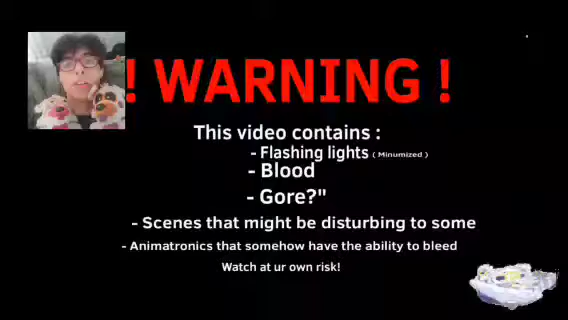 ! WARNING !
This video contains :
- Flashing lights ( Minumized )
- Blood
- Gore?"
- Scenes that might be disturbing to some
- Animatronics that somehow have the ability to bleed
Watch at ur own risk!